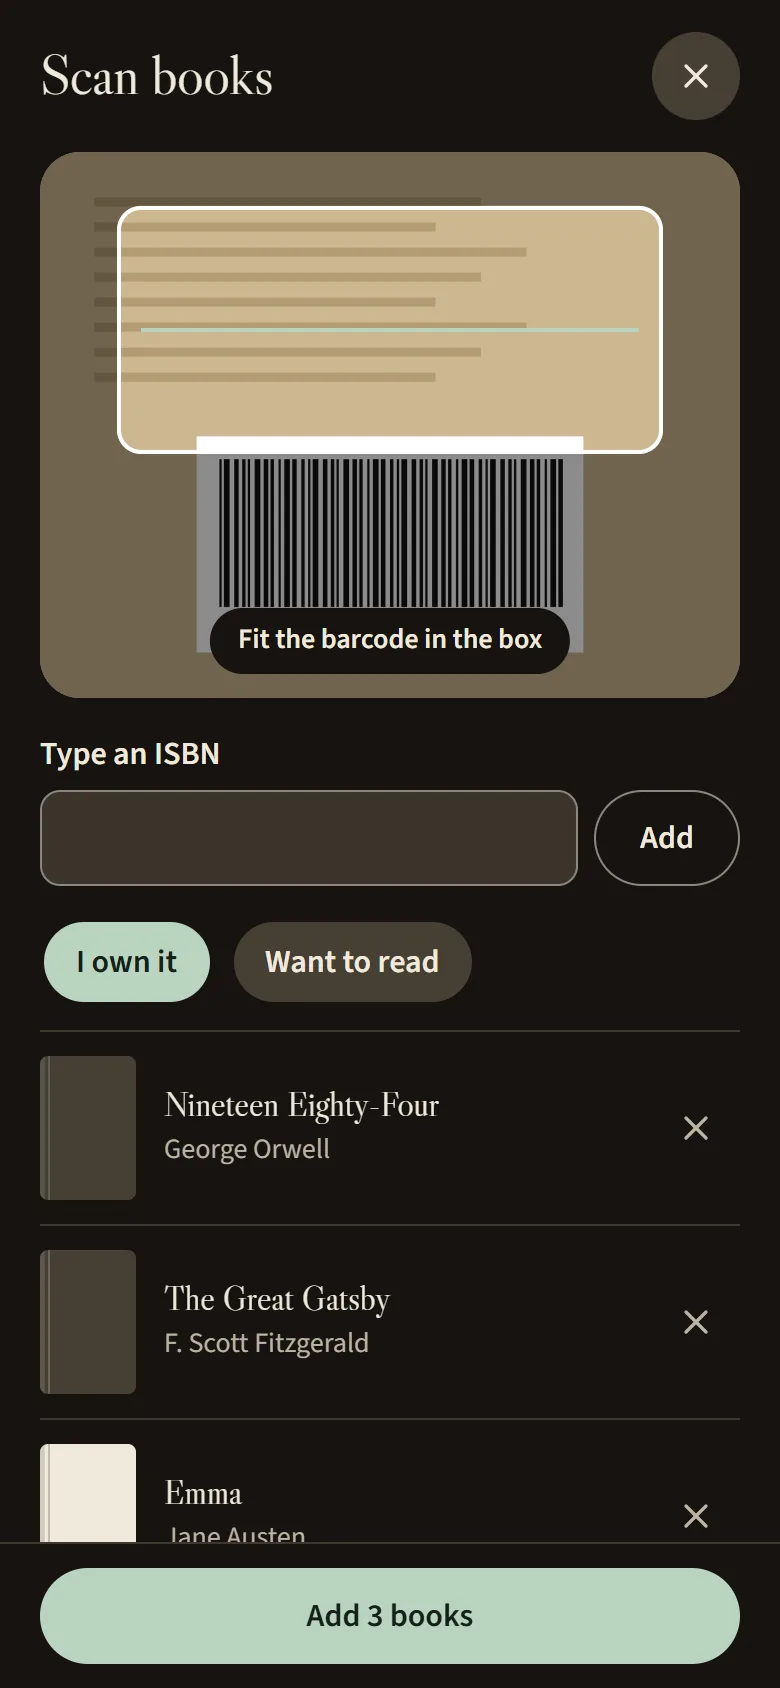 Scan books
Fit the barcode in the box
Type an ISBN
Add
I own it
Want to read
Nineteen Eighty-Four
George Orwell
The Great Gatsby
F. Scott Fitzgerald
Emma
Jane Austen
Add 3 books